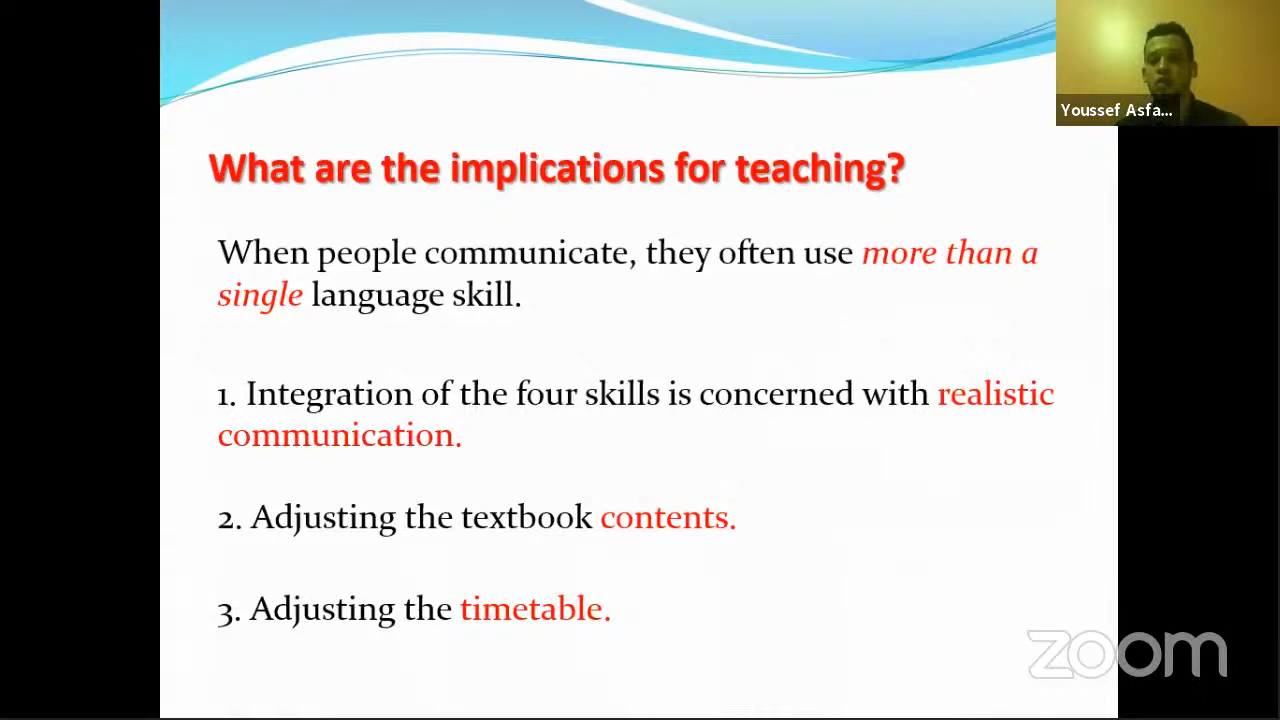 Youssef Asfa...
What are the implications for teaching?
When people communicate, they often use more than a
single language skill.
1. Integration of the four skills is concerned with realistic
communication.
2. Adjusting the textbook contents.
3. Adjusting the timetable.
zoom